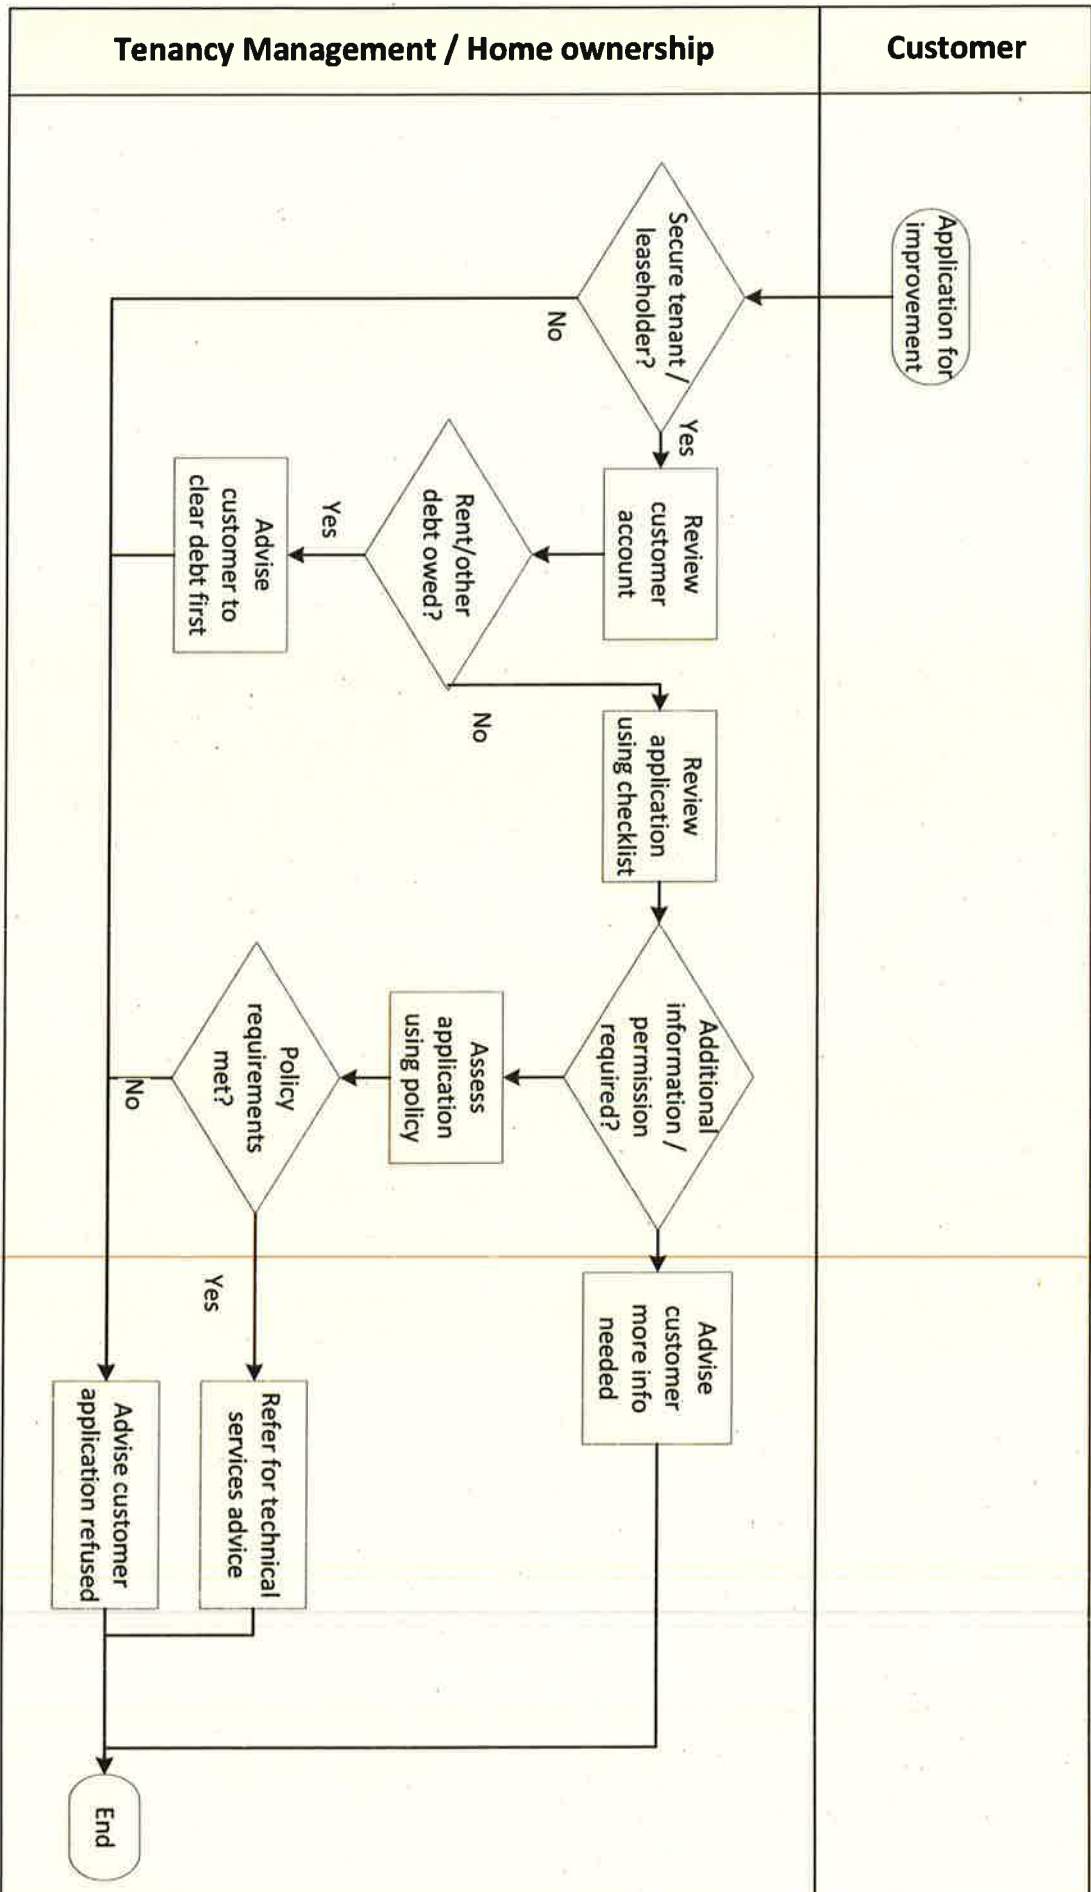 Tenancy Management / Home ownership
Customer
Application for
improvement
Secure tenant /
leaseholder?
No
Yes
Review
customer
account
Rent/other
debt owed?
Yes
Advise
customer to
clear debt first
No
Review
application
using checklist
Additional
information /
permission
required?
Assess
application
using policy
Policy
requirements
met?
No
Yes
Advise
customer
more info
needed
Refer for technical
services advice
Advise customer
application refused
End